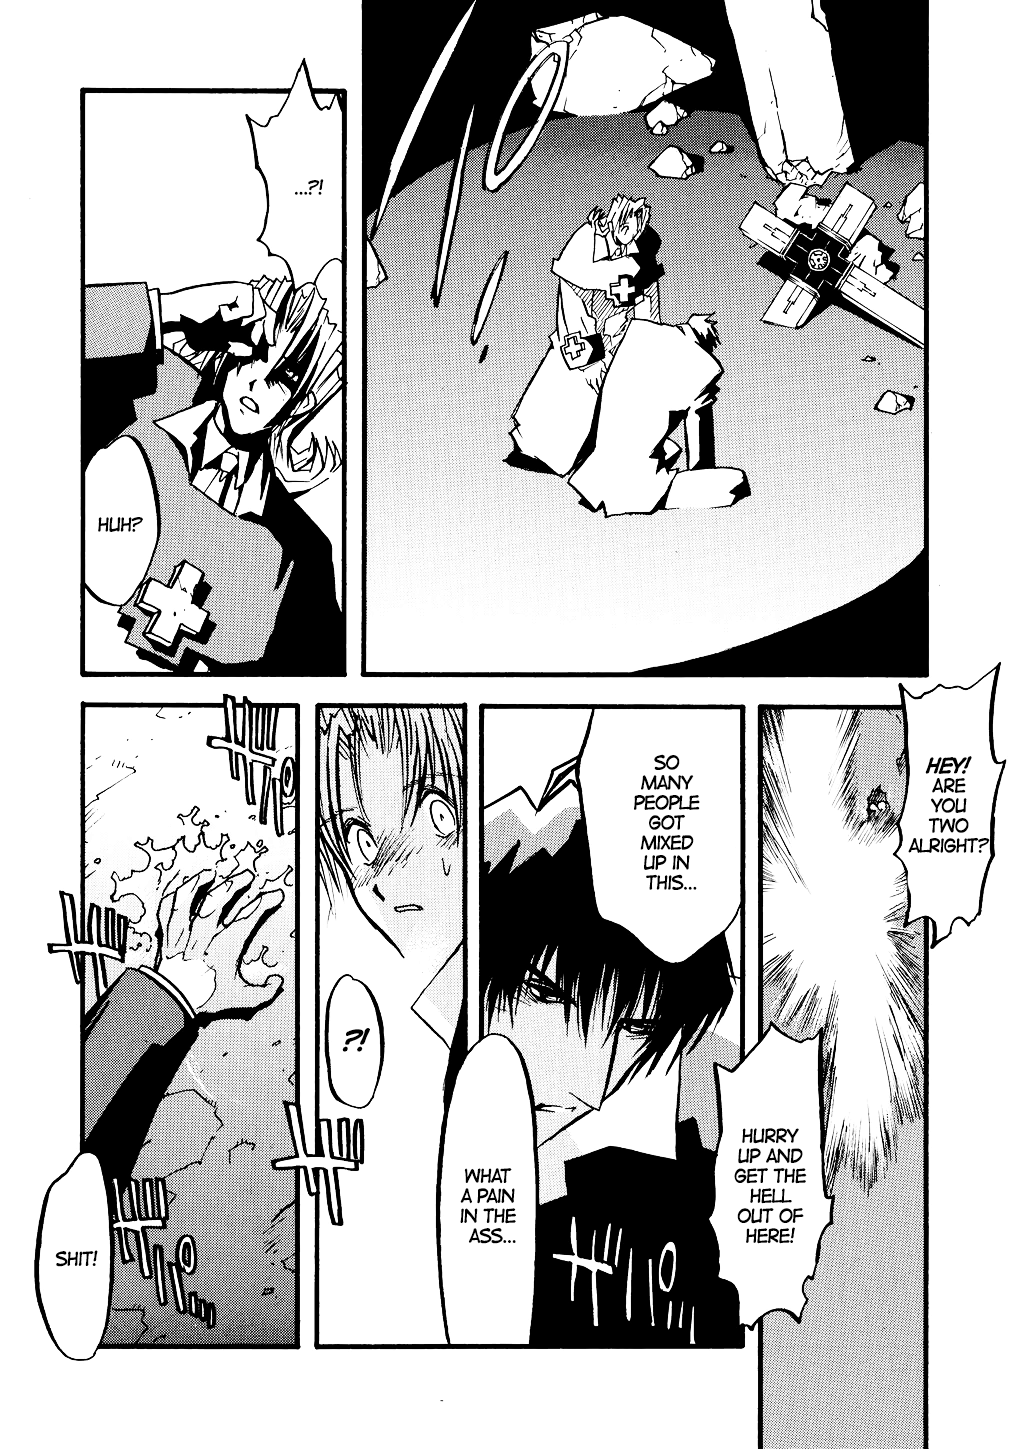 ...?!
HUH?
HEY!
ARE
YOU
TWO
ALRIGHT?
HURRY
UP AND
GET THE
HELL
OUT OF
HERE!
SO
MANY
PEOPLE
GOT
MIXED
UP IN
THIS...
WHAT
A PAIN
IN THE
ASS...
?!
SHIT!